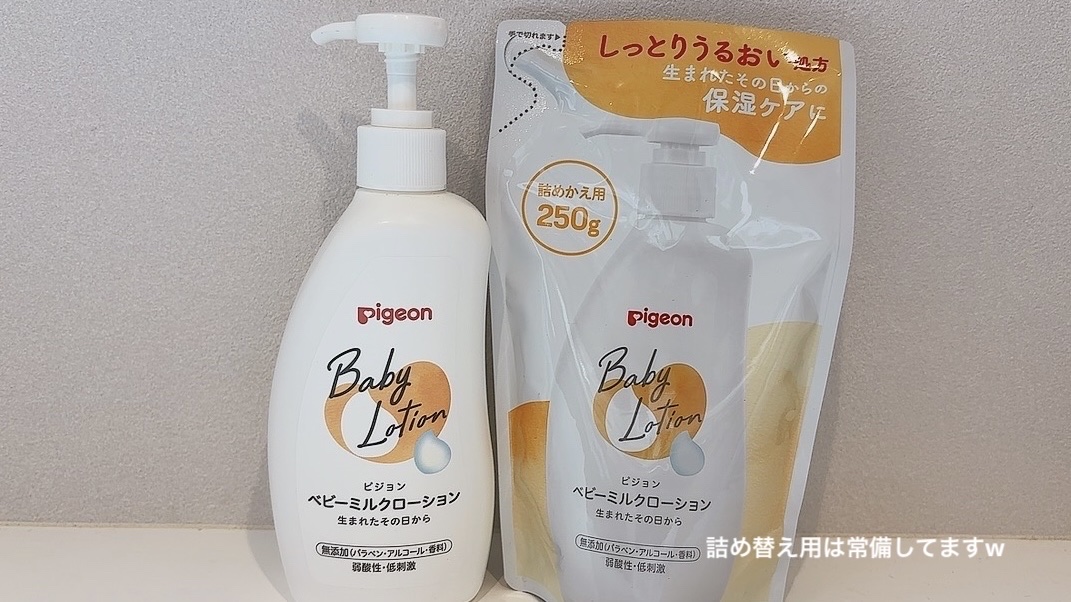 pigeon
Baby
Lotion
ピジョン
ベビーミルクローション
生まれたその日から
無添加(パラベン・アルコール・香料)
弱酸性・低刺激
手で切れます▶
しっとりうるおい処方
生まれたその日からの
保湿ケアに
詰めかえ用
250g
pigeon
Baby
Lotion
ピジョン
ベビーミルクローション
生まれたその日から
無添加(パラベン・アルコール・香料)
弱酸性・低刺激
詰め替え用は常備してますw